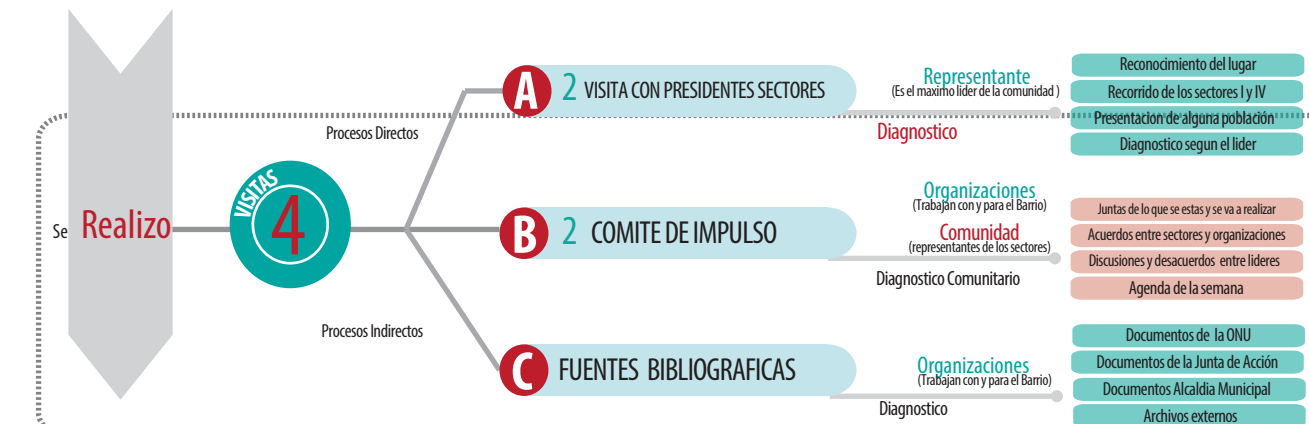 Se Realizo
VISITAS
4
Procesos Directos
Procesos Indirectos
A
2 VISITA CON PRESIDENTES SECTORES
Representante
(Es el maximo lider de la comunidad )
Diagnostico
Reconocimiento del lugar
Recorrido de los sectores I y IV
Presentacion de alguna población
Diagnostico segun el lider
B
2 COMITE DE IMPULSO
Organizaciones
(Trabajan con y para el Barrio)
Comunidad
(representantes de los sectores)
Diagnostico Comunitario
Juntas de lo que se estas y se va a realizar
Acuerdos entre sectores y organizaciones
Discusiones y desacuerdos entre lideres
Agenda de la semana
C
FUENTES BIBLIOGRAFICAS
Organizaciones
(Trabajan con y para el Barrio)
Diagnostico
Documentos de la ONU
Documentos de la Junta de Acción
Documentos Alcaldia Municipal
Archivos externos